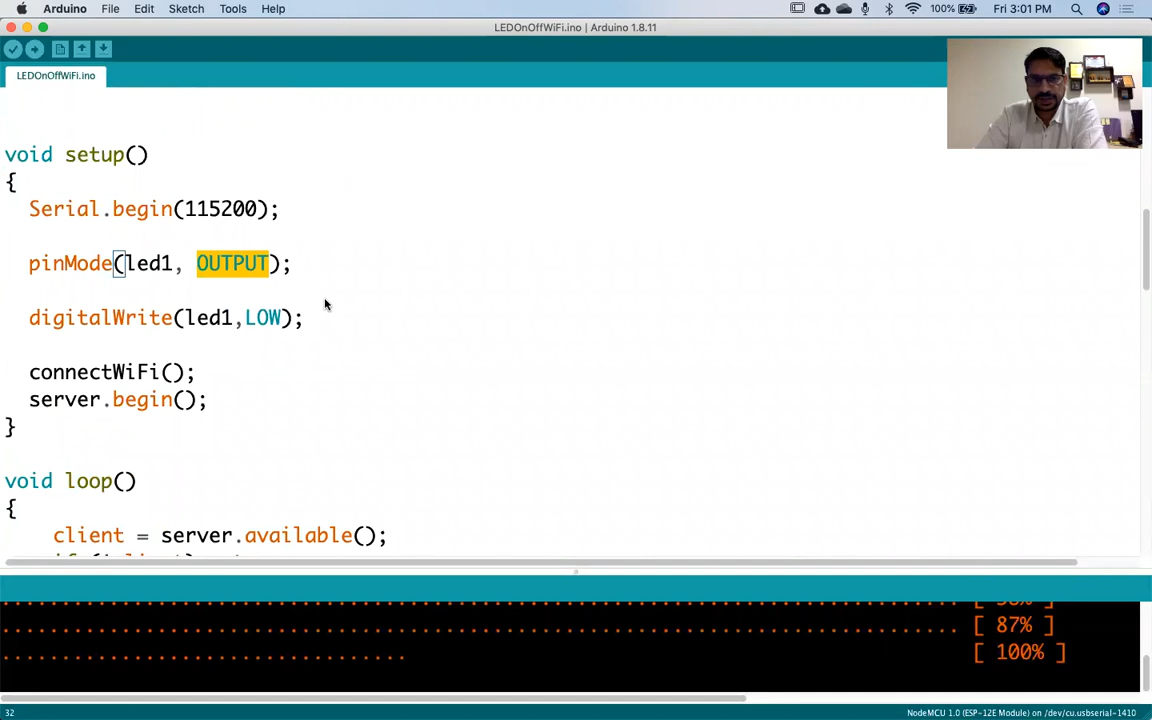 Arduino File Edit Sketch Tools Help 100% Fri 3:01 PM
LEDOnOffWiFi.ino | Arduino 1.8.11
LEDOnOffWiFi.ino
void setup()
{
Serial.begin(115200);
pinMode(led1, OUTPUT);
digitalWrite(led1,LOW);
connectWiFi();
server.begin();
}
void loop()
{
client = server.available();
.............................................................................. [ 87% ]
.................................. [ 100% ]
32 NodeMCU 1.0 (ESP-12E Module) on /dev/cu.usbserial-1410